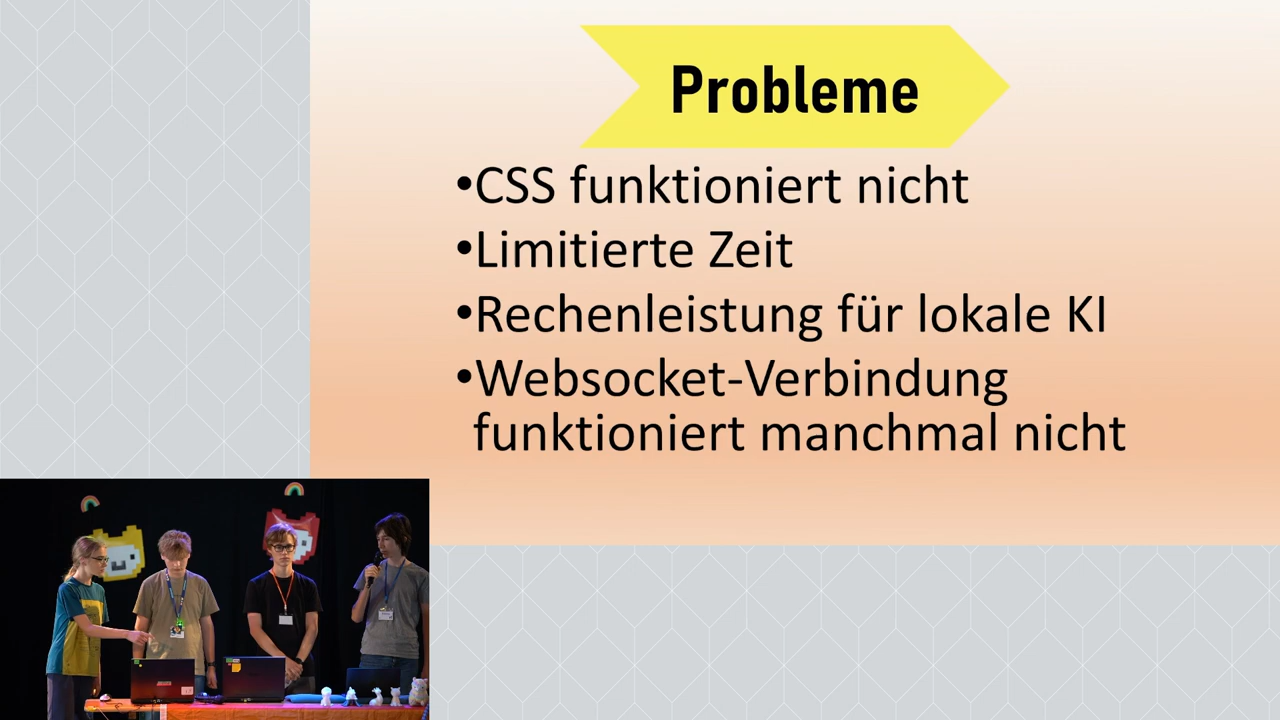 Probleme
•CSS funktioniert nicht
•Limitierte Zeit
•Rechenleistung für lokale KI
•Websocket-Verbindung
funktioniert manchmal nicht